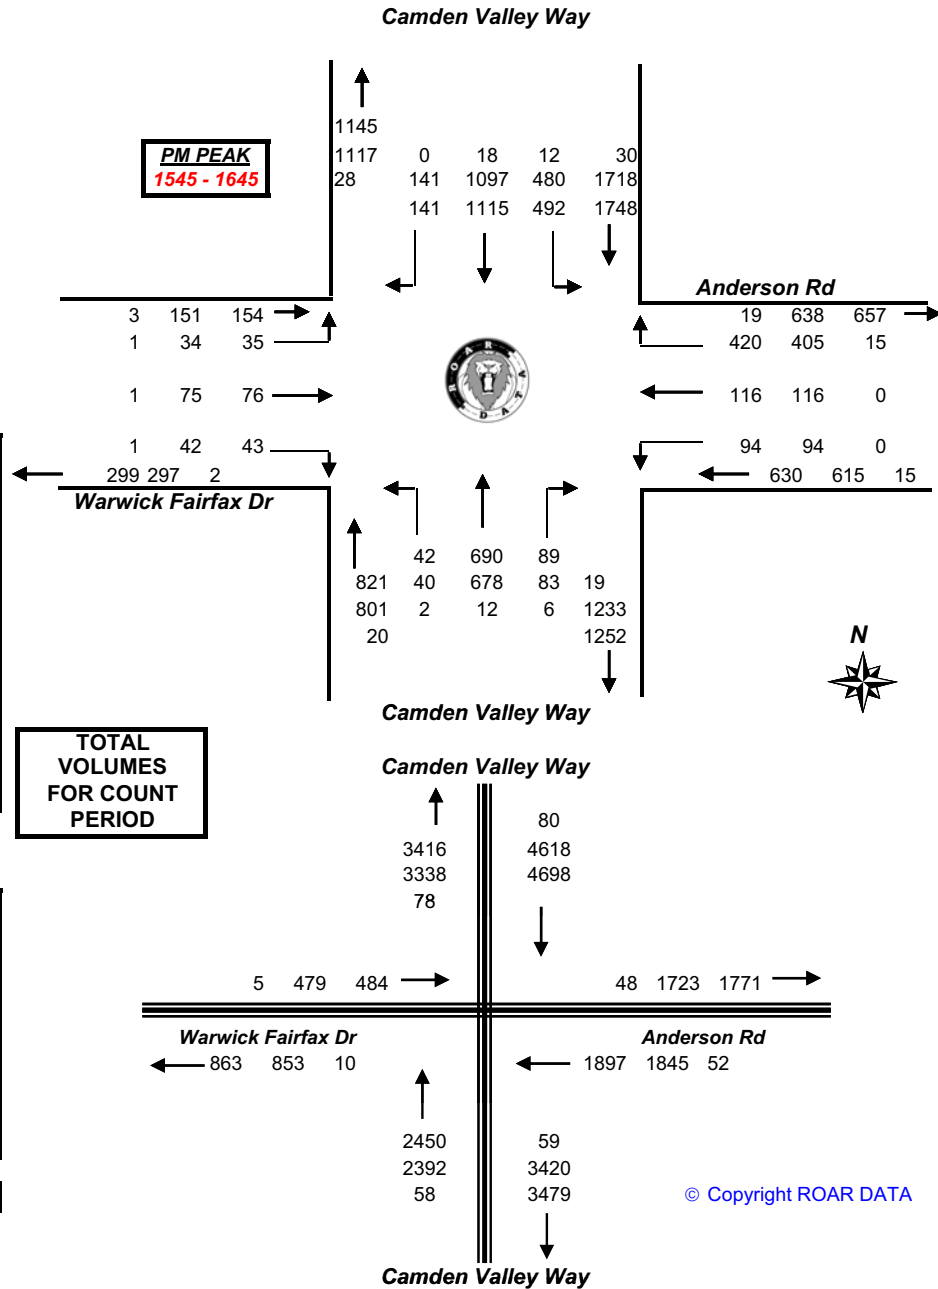 Camden Valley Way
1145
PM PEAK
1545 - 1645
1117 0 18 12 30
28 141 1097 480 1718
141 1115 492 1748
Anderson Rd
3 151 154 19 638 657
1 34 35 420 405 15
ROAR DATA
1 75 76 116 116 0
1 42 43 94 94 0
299 297 2 630 615 15
Warwick Fairfax Dr
42 690 89
821 40 678 83 19
801 2 12 6 1233
20 1252
N
Camden Valley Way
TOTAL
VOLUMES
FOR COUNT
PERIOD
Camden Valley Way
80
3416 4618
3338 4698
78
5 479 484 48 1723 1771
Warwick Fairfax Dr Anderson Rd
863 853 10 1897 1845 52
2450 59
2392 3420
58 3479
© Copyright ROAR DATA
Camden Valley Way